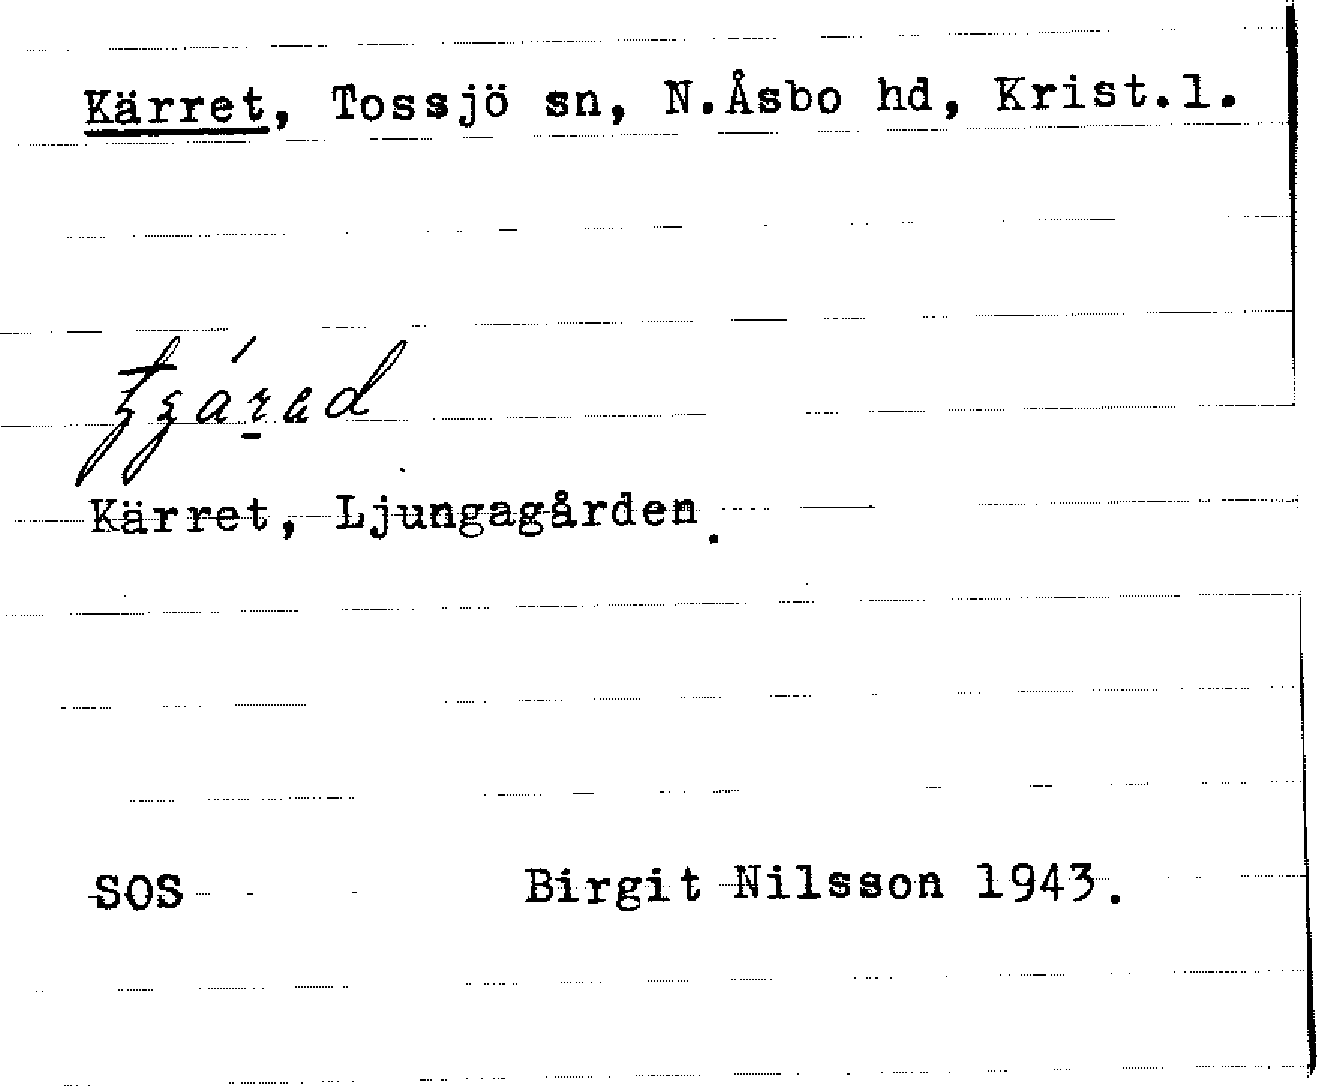 Kärret, Tossjö sn, N.Åsbo hd, Krist.l.
Kärret, Ljungagården.
SOS Birgit Nilsson 1943.